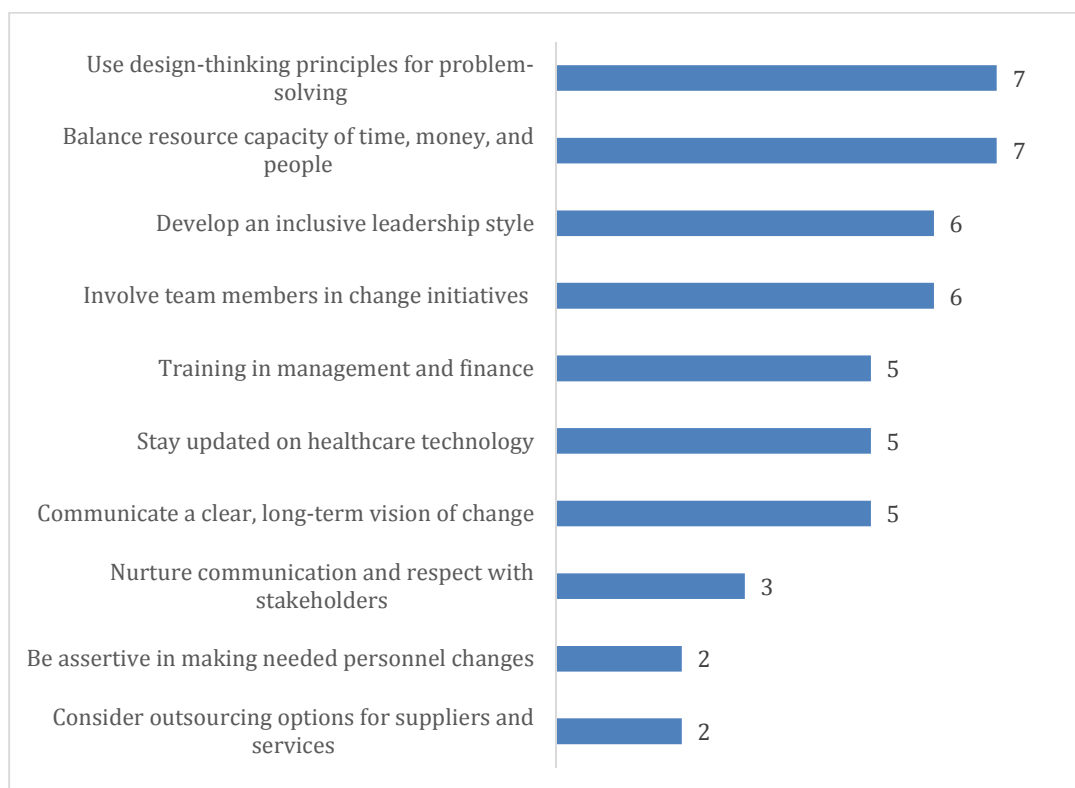 Use design-thinking principles for problem-
solving
7
Balance resource capacity of time, money, and
people
7
Develop an inclusive leadership style
6
Involve team members in change initiatives
6
Training in management and finance
5
Stay updated on healthcare technology
5
Communicate a clear, long-term vision of change
5
Nurture communication and respect with
stakeholders
3
Be assertive in making needed personnel changes
2
Consider outsourcing options for suppliers and
services
2